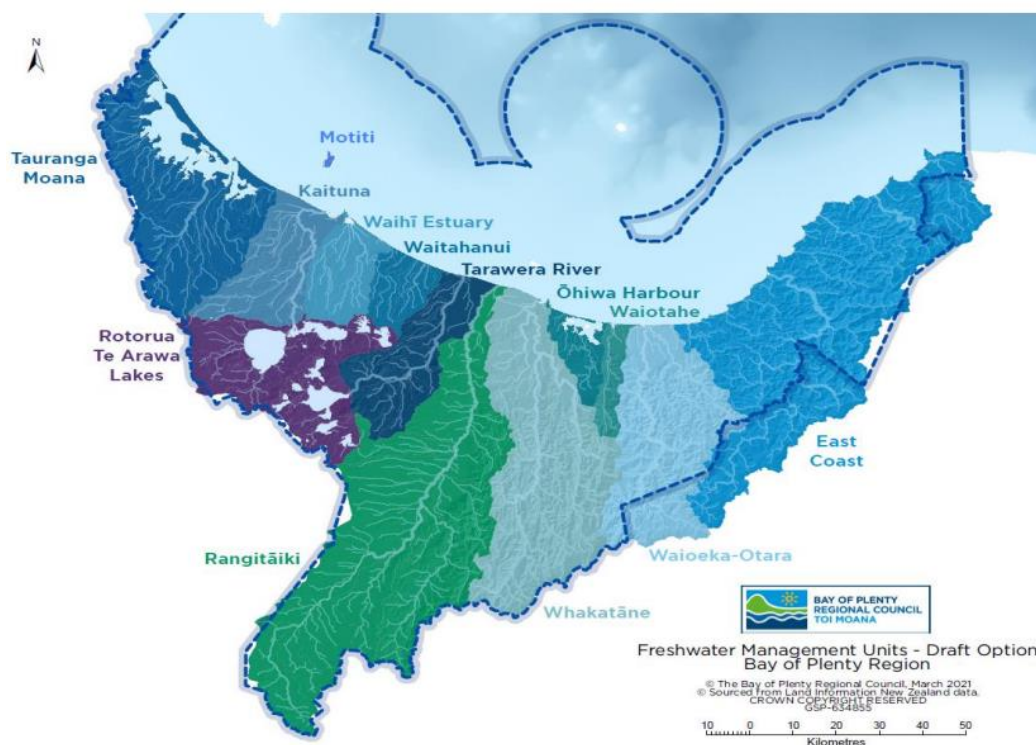 N
Motiti
Tauranga
Moana
Kaituna
Waihī Estuary
Waitahanui
Tarawera River
Ōhiwa Harbour
Waiotahe
Rotorua
Te Arawa
Lakes
East
Coast
Rangitāiki
Waioeka-Otara
Whakatāne
BAY OF PLENTY
REGIONAL COUNCIL
TOI MOANA
Freshwater Management Units - Draft Option
Bay of Plenty Region
© The Bay of Plenty Regional Council, March 2021
© Sourced from Land Information New Zealand data.
CROWN COPYRIGHT RESERVED
GSP-634855
10 0 10 20 30 40 50
Kilometres